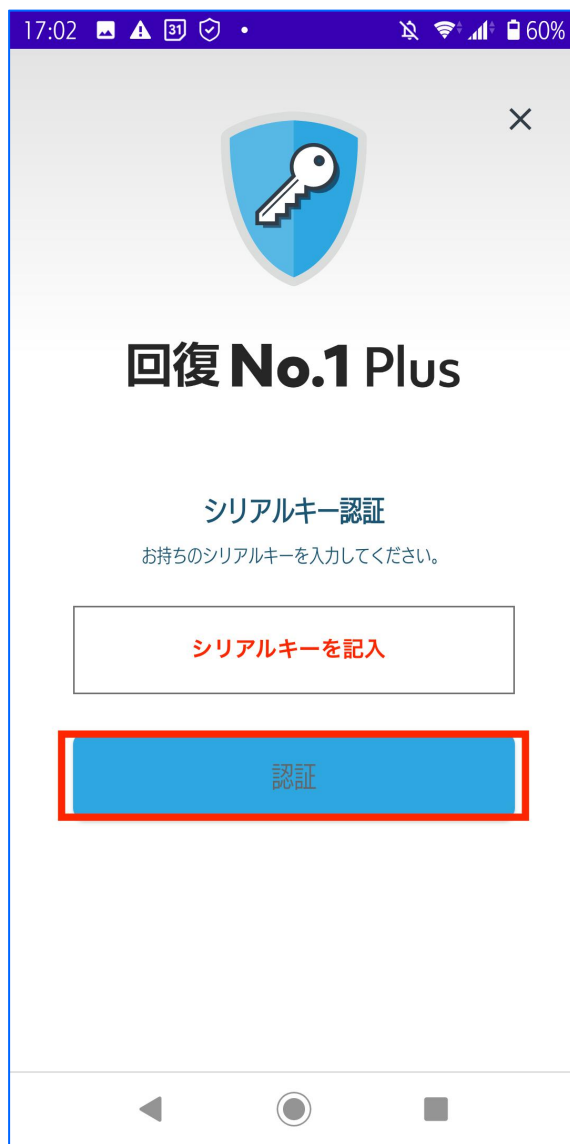 17:02 31 60%
回復 No.1 Plus
シリアルキー認証
お持ちのシリアルキーを入力してください。
シリアルキーを記入
認証